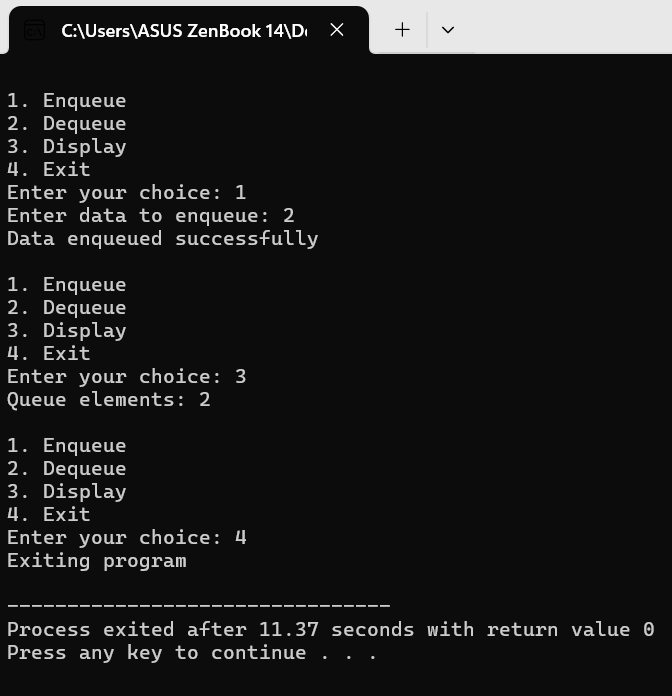 C:\Users\ASUS ZenBook 14\D
1. Enqueue
2. Dequeue
3. Display
4. Exit
Enter your choice: 1
Enter data to enqueue: 2
Data enqueued successfully
1. Enqueue
2. Dequeue
3. Display
4. Exit
Enter your choice: 3
Queue elements: 2
1. Enqueue
2. Dequeue
3. Display
4. Exit
Enter your choice: 4
Exiting program
--------------------------------
Process exited after 11.37 seconds with return value 0
Press any key to continue . . .